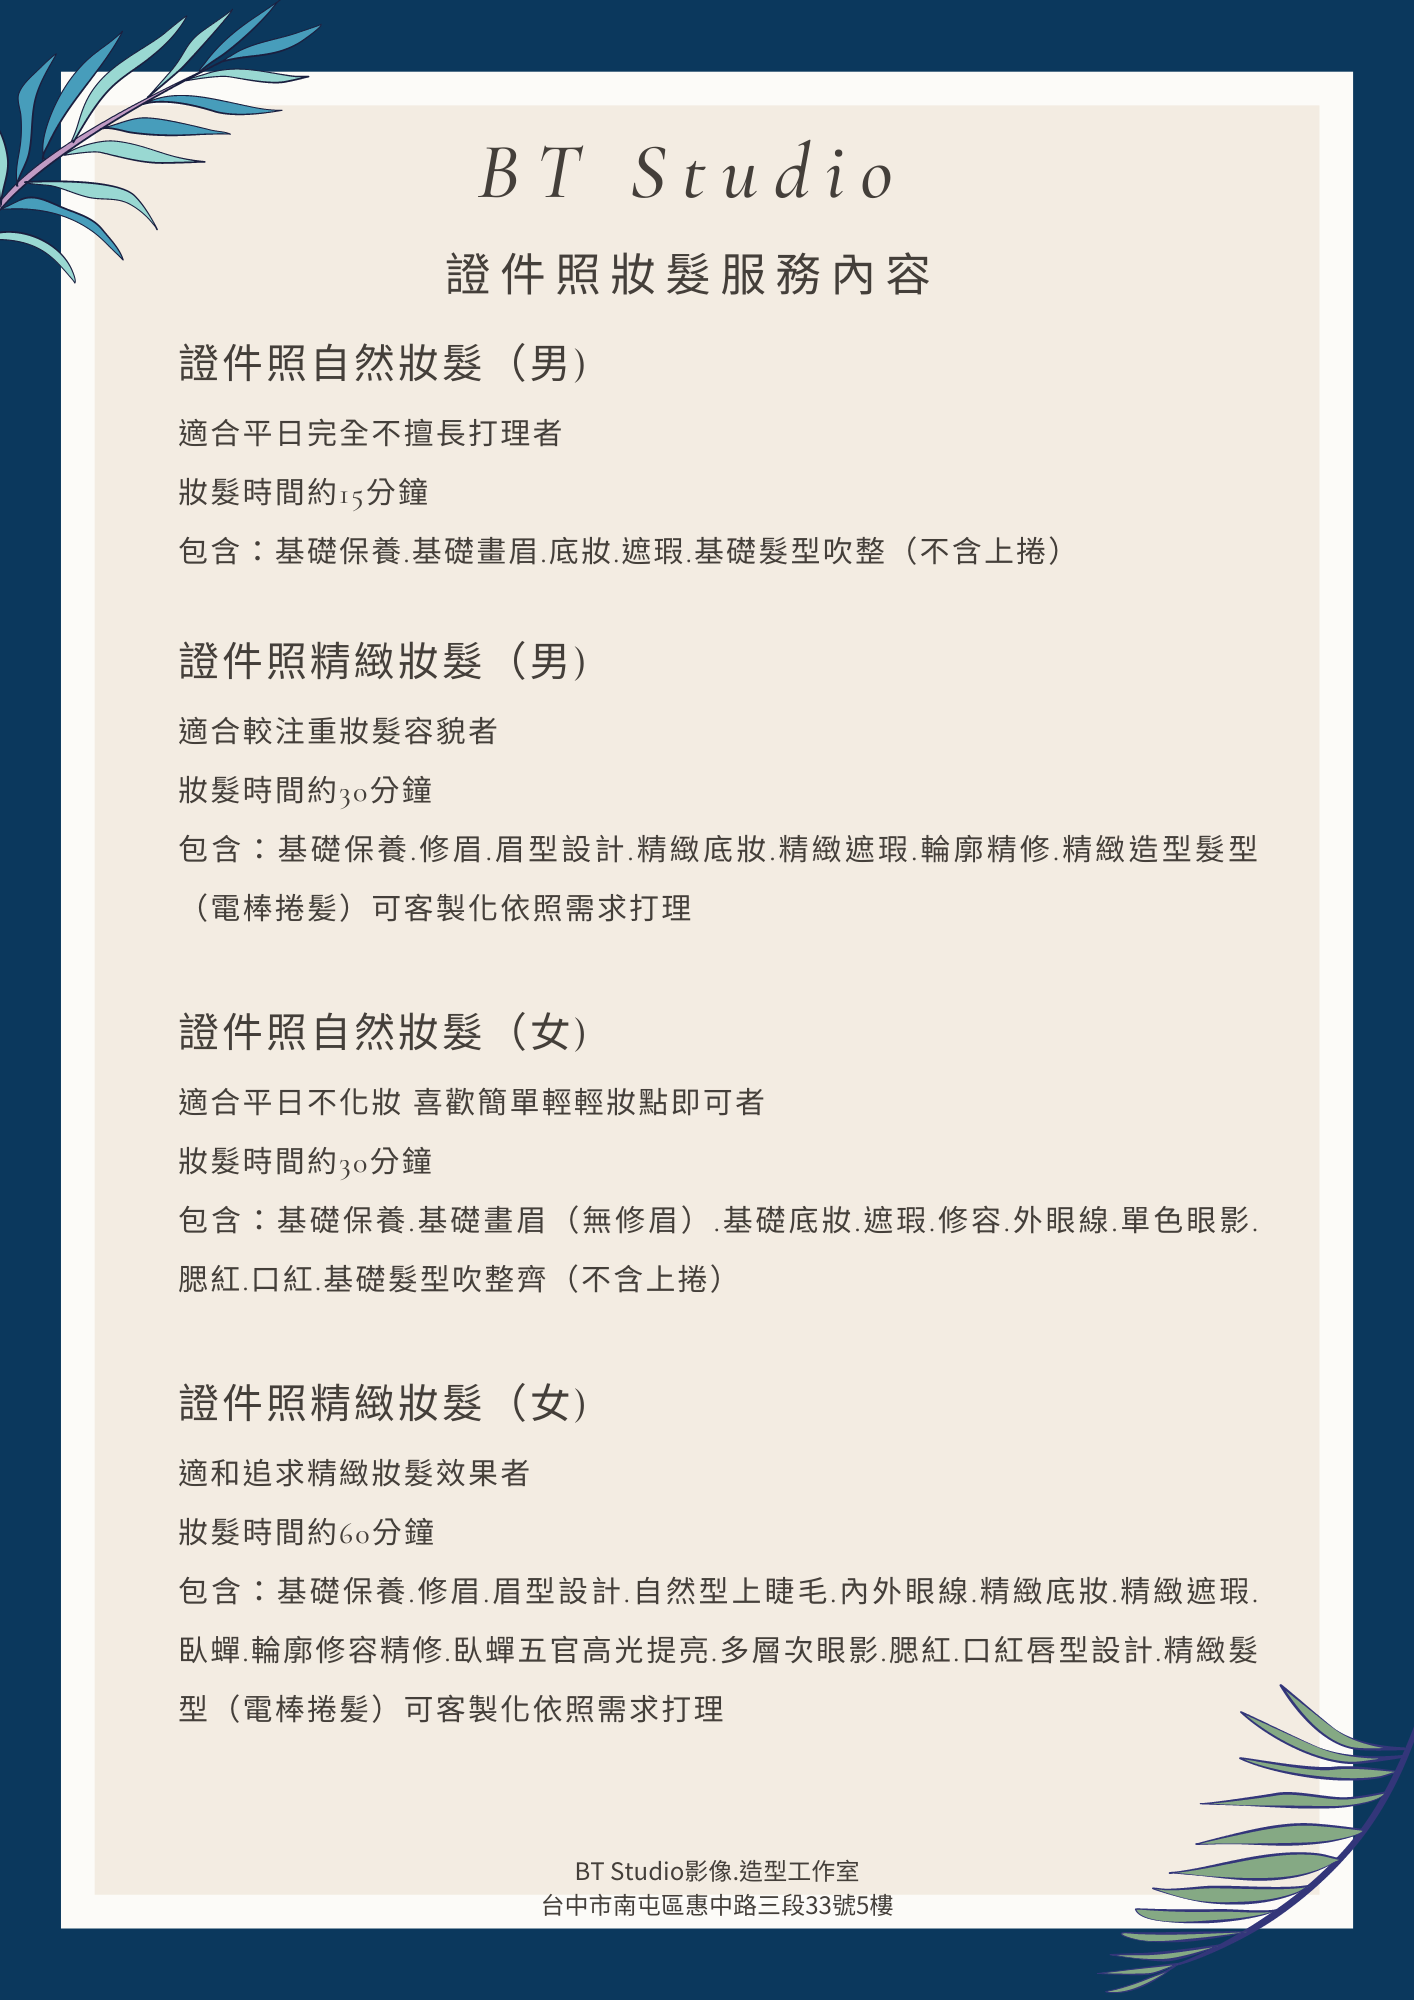 BT Studio
證件照妝髮服務內容
證件照自然妝髮（男)
適合平日完全不擅長打理者
妝髮時間約15分鐘
包含：基礎保養.基礎畫眉.底妝.遮瑕.基礎髮型吹整（不含上捲）
證件照精緻妝髮（男)
適合較注重妝髮容貌者
妝髮時間約30分鐘
包含：基礎保養.修眉.眉型設計.精緻底妝.精緻遮瑕.輪廓精修.精緻造型髮型
（電棒捲髮）可客製化依照需求打理
證件照自然妝髮（女)
適合平日不化妝 喜歡簡單輕輕妝點即可者
妝髮時間約30分鐘
包含：基礎保養.基礎畫眉（無修眉）.基礎底妝.遮瑕.修容.外眼線.單色眼影.
腮紅.口紅.基礎髮型吹整齊（不含上捲）
證件照精緻妝髮（女)
適和追求精緻妝髮效果者
妝髮時間約60分鐘
包含：基礎保養.修眉.眉型設計.自然型上睫毛.內外眼線.精緻底妝.精緻遮瑕.
臥蟬.輪廓修容精修.臥蟬五官高光提亮.多層次眼影.腮紅.口紅唇型設計.精緻髮
型（電棒捲髮）可客製化依照需求打理
BT Studio影像.造型工作室
台中市南屯區惠中路三段33號5樓